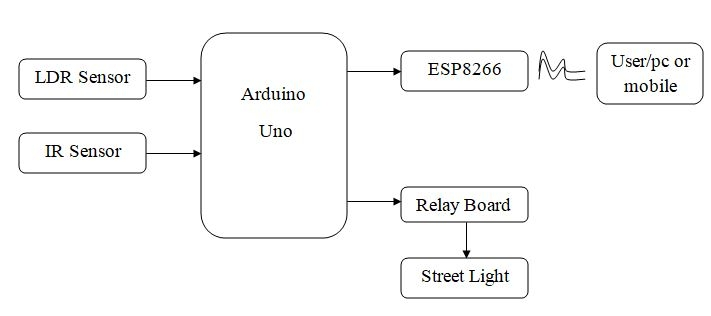 LDR Sensor
IR Sensor
Arduino
Uno
ESP8266
User/pc or
mobile
Relay Board
Street Light